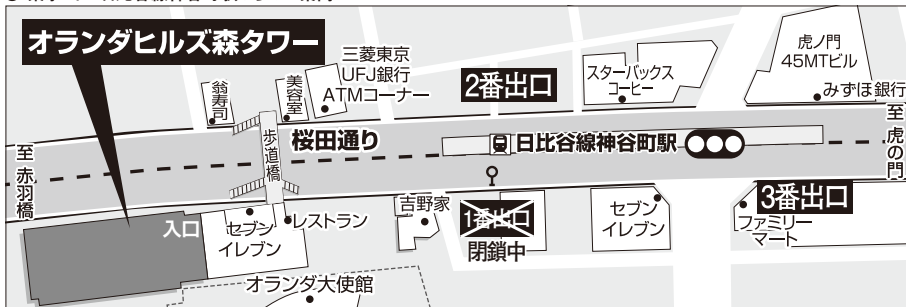 オランダヒルズ森タワー
三菱東京
UFJ銀行
ATMコーナー
翁寿司
美容室
2番出口
スターバックス
コーヒー
虎ノ門
45MTビル
みずほ銀行
至 虎の門
歩道橋
桜田通り
日比谷線神谷町駅
至 赤羽橋
入口
セブン
イレブン
レストラン
吉野家
1番出口
閉鎖中
セブン
イレブン
3番出口
ファミリー
マート
オランダ大使館